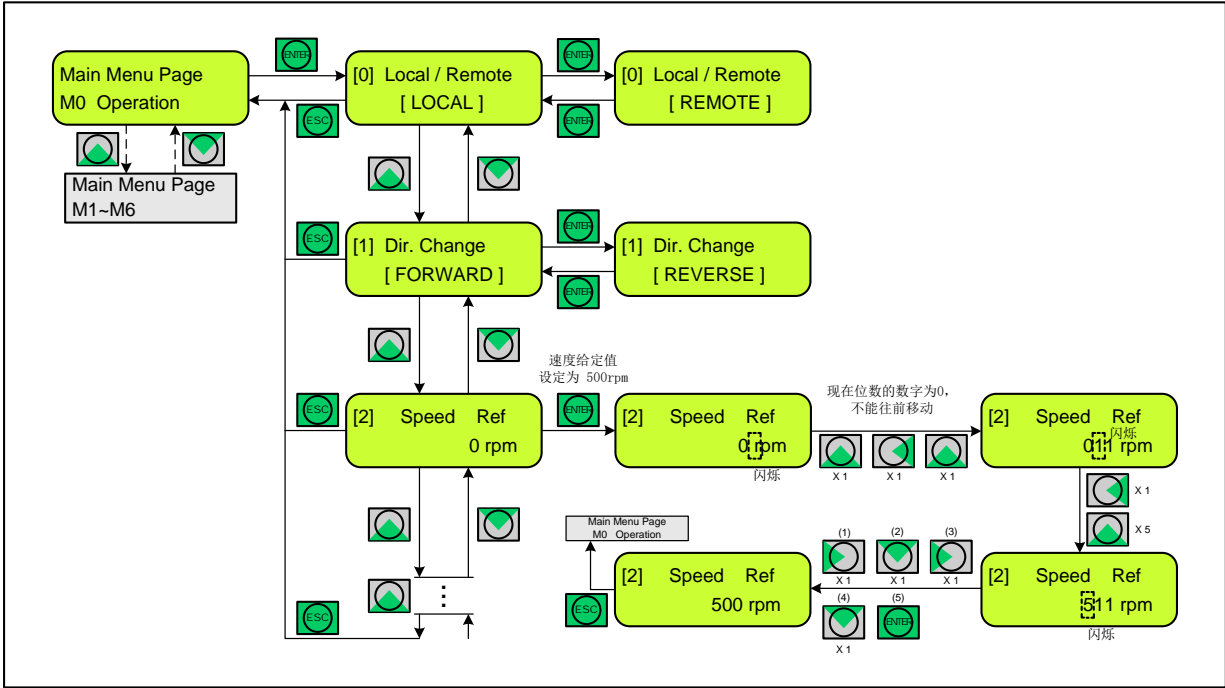 Main Menu Page
M0 Operation
ENTER
[0] Local / Remote
[ LOCAL ]
ENTER
[0] Local / Remote
[ REMOTE ]
ESC
ENTER
Main Menu Page
M1~M6
ESC
[1] Dir. Change
[ FORWARD ]
ENTER
[1] Dir. Change
[ REVERSE ]
ENTER
速度给定值
设定为 500rpm
现在位数的数字为0,
不能往前移动
ESC
[2] Speed Ref
0 rpm
ENTER
[2] Speed Ref
0 rpm
闪烁
X 1
X 1
X 1
[2] Speed Ref
闪烁
011 rpm
X 1
X 5
Main Menu Page
M0 Operation
(1)
(2)
(3)
X 1
X 1
X 1
[2] Speed Ref
500 rpm
[2] Speed Ref
511 rpm
闪烁
ESC
(4)
(5)
ENTER
X 1
⋮
ESC